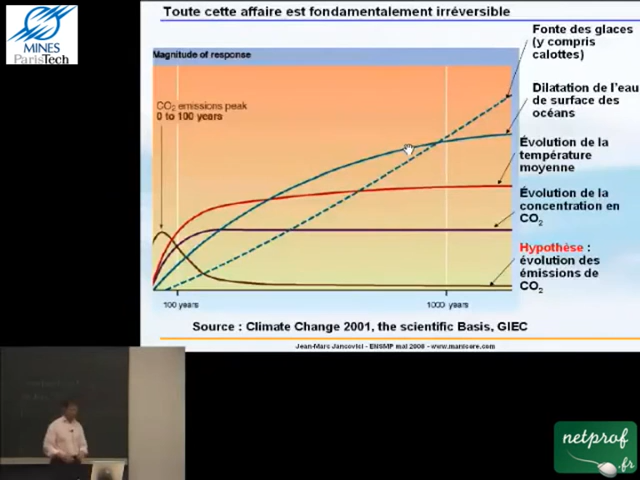 MINES
ParisTech
Toute cette affaire est fondamentalement irréversible
Magnitude of response
CO2 emissions peak
0 to 100 years
Fonte des glaces
(y compris
calottes)
Dilatation de l'eau
de surface des
océans
Évolution de la
température
moyenne
Évolution de la
concentration en
CO2
Hypothèse :
évolution des
émissions de
CO2
100 years
1000 years
Source : Climate Change 2001, the scientific Basis, GIEC
Jean-Marc Jancovici - ENSMP mai 2008 - www.manicore.com
netprof
.fr